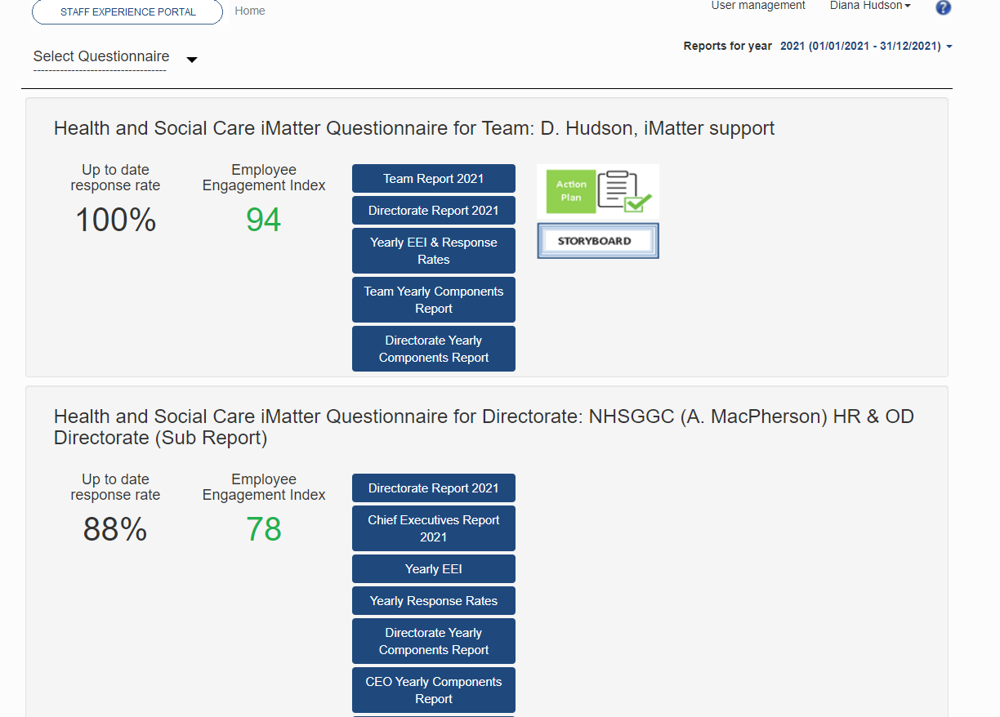 STAFF EXPERIENCE PORTAL
Home
User management
Diana Hudson
?
Select Questionnaire
Reports for year 2021 (01/01/2021 - 31/12/2021)
Health and Social Care iMatter Questionnaire for Team: D. Hudson, iMatter support
Up to date
response rate
100%
Employee
Engagement Index
94
Team Report 2021
Directorate Report 2021
Yearly EEI & Response
Rates
Team Yearly Components
Report
Directorate Yearly
Components Report
Action
Plan
STORYBOARD
Health and Social Care iMatter Questionnaire for Directorate: NHSGGC (A. MacPherson) HR & OD
Directorate (Sub Report)
Up to date
response rate
88%
Employee
Engagement Index
78
Directorate Report 2021
Chief Executives Report
2021
Yearly EEI
Yearly Response Rates
Directorate Yearly
Components Report
CEO Yearly Components
Report